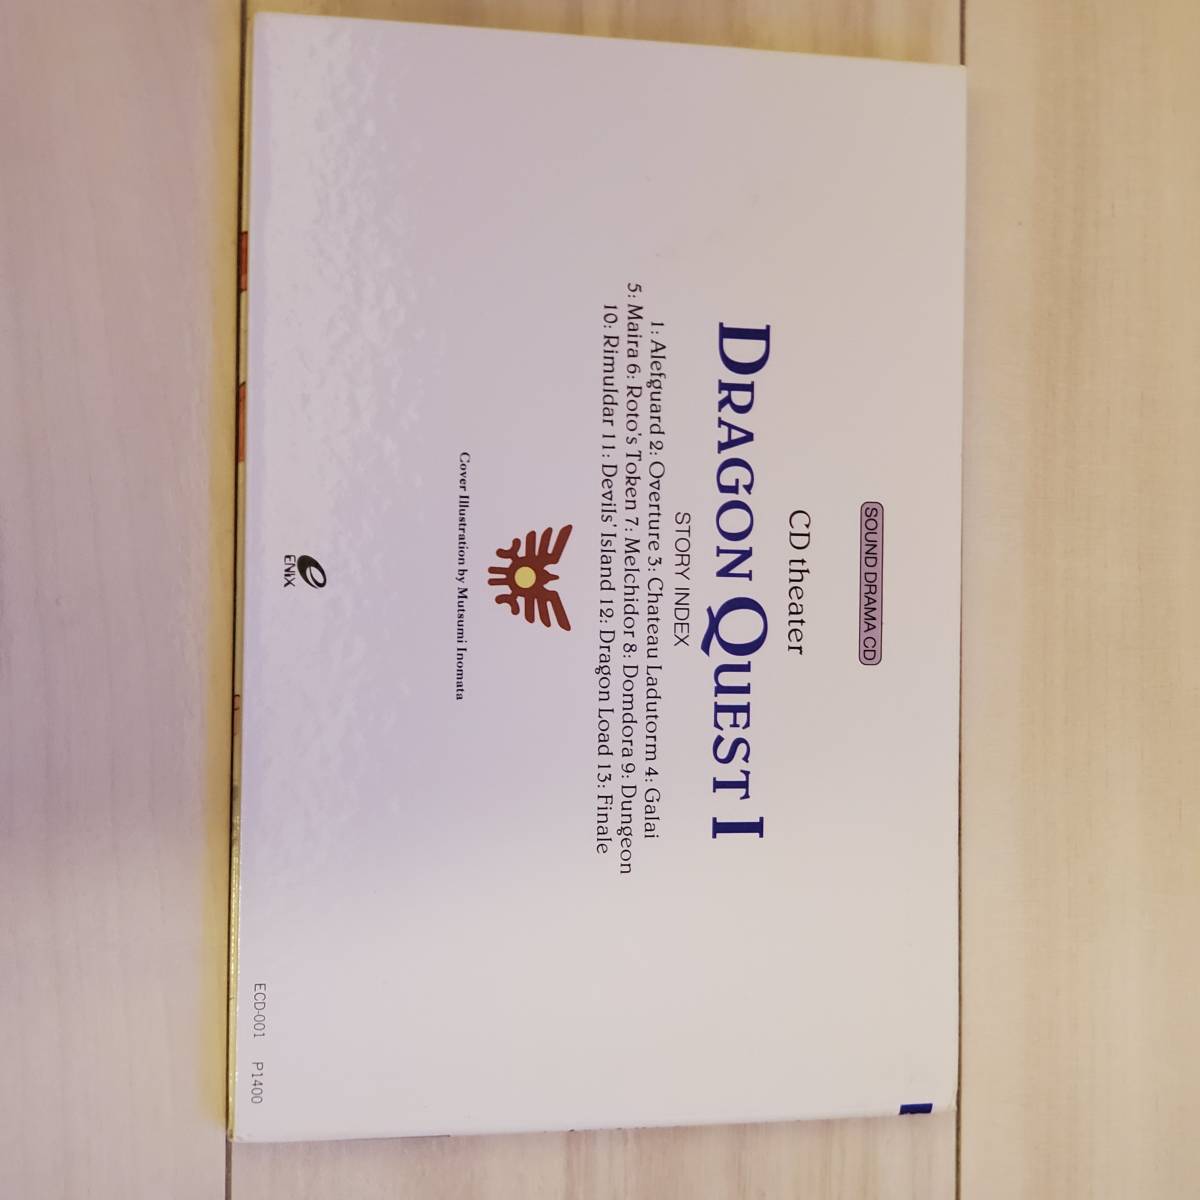 SOUND DRAMA CD
CD theater
DRAGON QUEST I
STORY INDEX
1: Alefguard 2: Overture 3: Chateau Ladutorm 4: Galai
5: Maira 6: Roto's Token 7: Melchidor 8: Domdora 9: Dungeon
10: Rimuldar 11: Devils' Island 12: Dragon Load 13: Finale
Cover Illustration by Mutsumi Inomata
ENIX
ECD-001 P1400